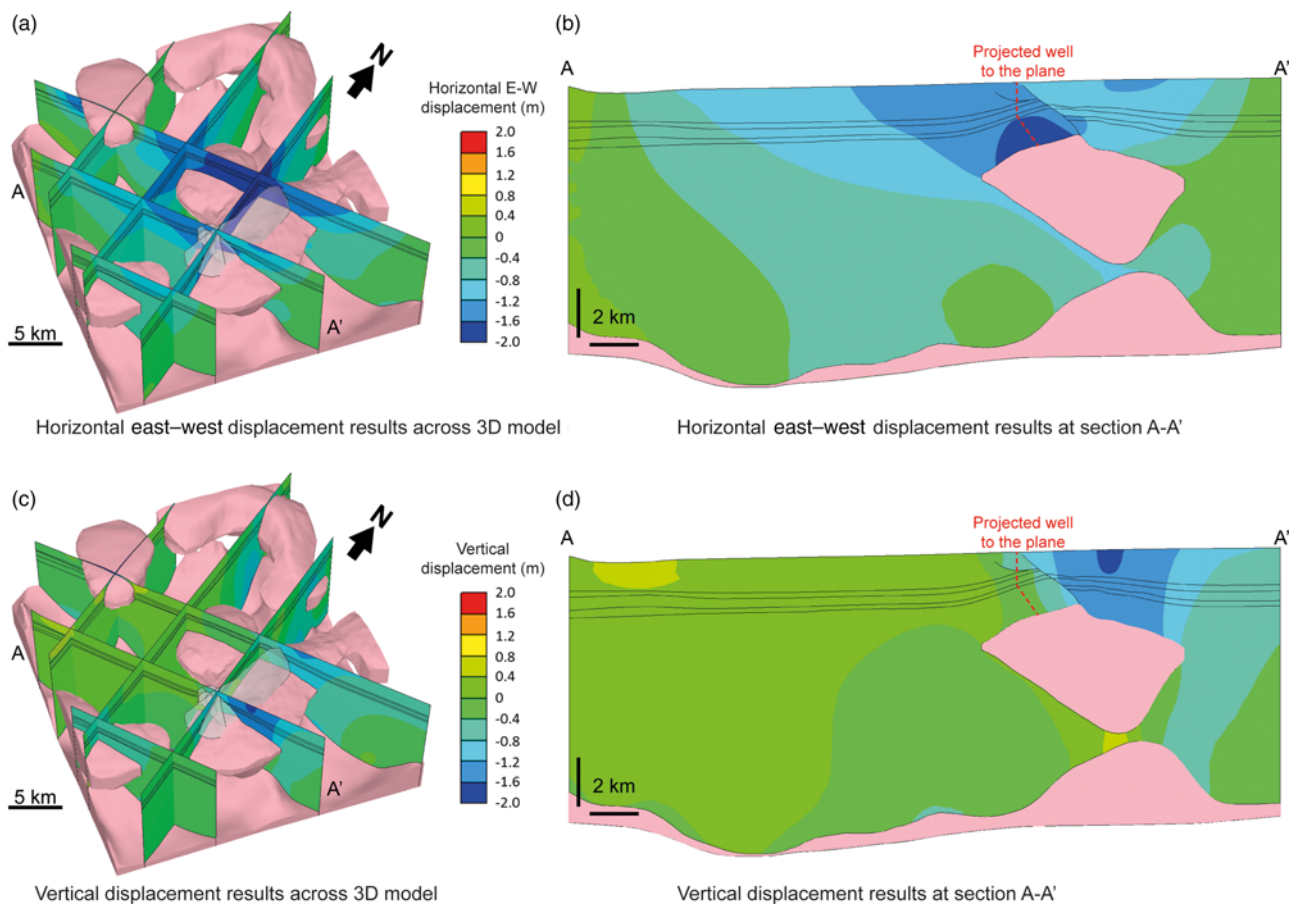 (a)
N
A
A'
5 km
Horizontal E-W
displacement (m)
2.0
1.6
1.2
0.8
0.4
0
-0.4
-0.8
-1.2
-1.6
-2.0
Horizontal east–west displacement results across 3D model
(b)
A
Projected well
to the plane
A'
2 km
Horizontal east–west displacement results at section A-A'
(c)
N
A
A'
5 km
Vertical
displacement (m)
2.0
1.6
1.2
0.8
0.4
0
-0.4
-0.8
-1.2
-1.6
-2.0
Vertical displacement results across 3D model
(d)
A
Projected well
to the plane
A'
2 km
Vertical displacement results at section A-A'